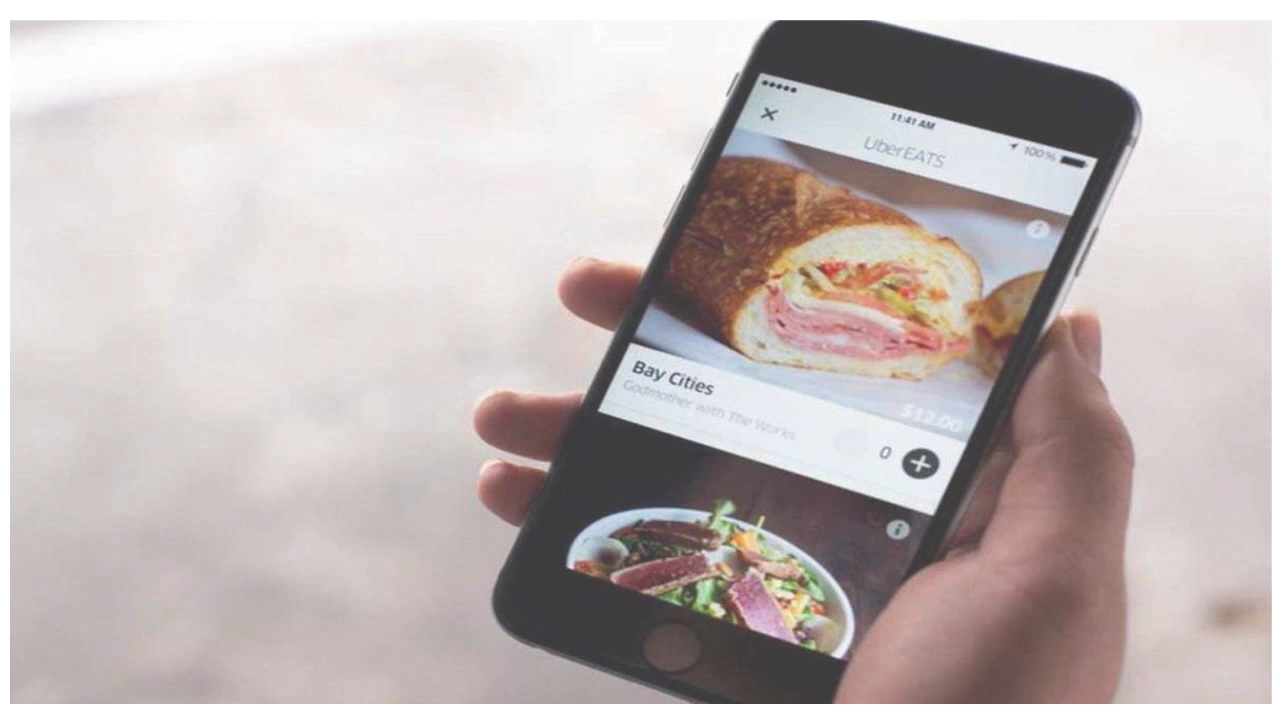 11:41 AM
100%
UberEATS
$12.00
Bay Cities
Godmother with The Works
0